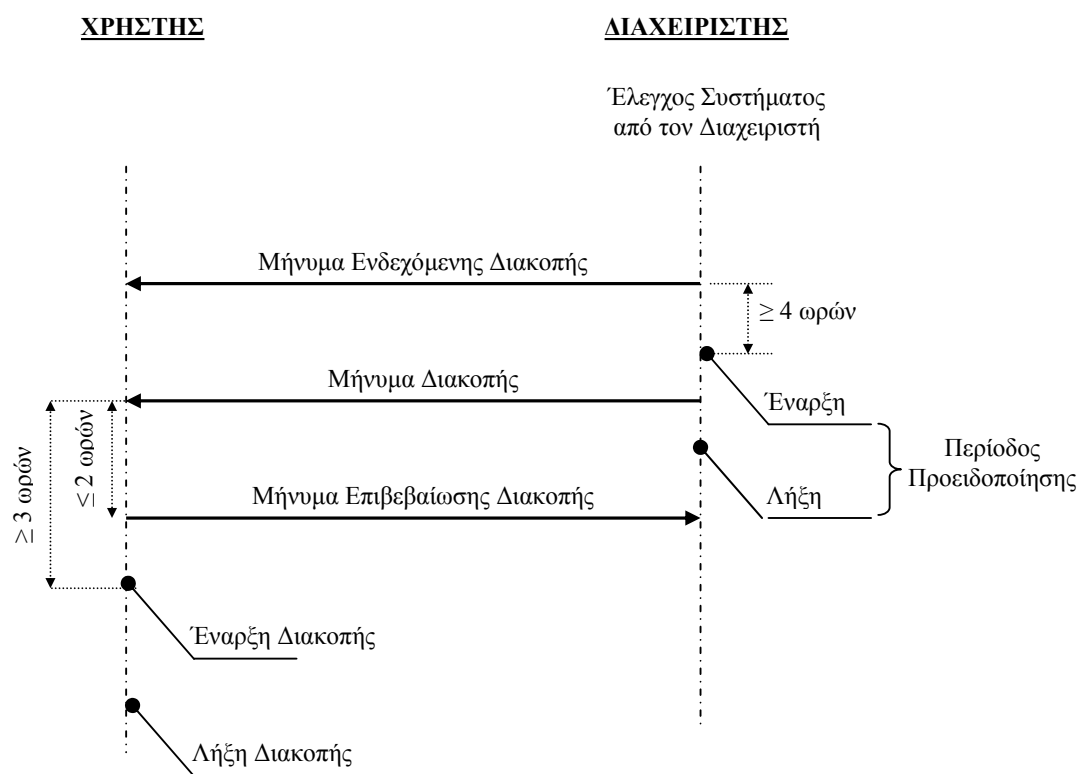 ΧΡΗΣΤΗΣ
ΔΙΑΧΕΙΡΙΣΤΗΣ
Έλεγχος Συστήματος
από τον Διαχειριστή
Μήνυμα Ενδεχόμενης Διακοπής
≥ 4 ωρών
Μήνυμα Διακοπής
Έναρξη
≥ 3 ωρών
≤ 2 ωρών
Περίοδος
Προειδοποίησης
Μήνυμα Επιβεβαίωσης Διακοπής
Λήξη
Έναρξη Διακοπής
Λήξη Διακοπής